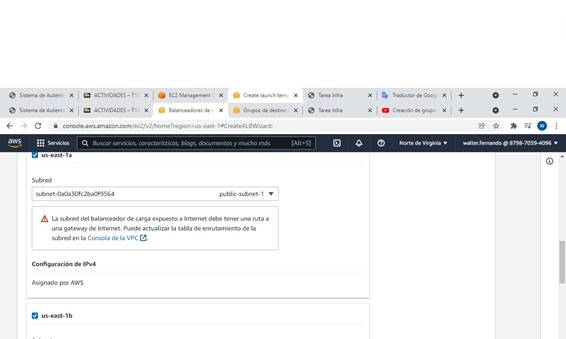 Sistema de Autenti
ACTIVIDADES – T10
EC2 Management C
Create launch temp
Tarea Infra
Traductor de Goog
Sistema de Autenti
ACTIVIDADES – T10
Balanceadores de c
Grupos de destino
Tarea Infra
Creación de grupo
console.aws.amazon.com/ec2/v2/home?region=us-east-1#CreateALBWizard:
aws Servicios Buscar servicios, características, blogs, documentos y mucho más [Alt+S] Norte de Virginia walter.fernando @ 8798-7059-4096
us-east-1a
Subred
subnet-0a0a30fc2ba0f9564 public-subnet-1
La subred del balanceador de carga expuesto a Internet debe tener una ruta a
una gateway de Internet. Puede actualizar la tabla de enrutamiento de la
subred en la Consola de la VPC
Configuración de IPv4
Asignado por AWS
us-east-1b